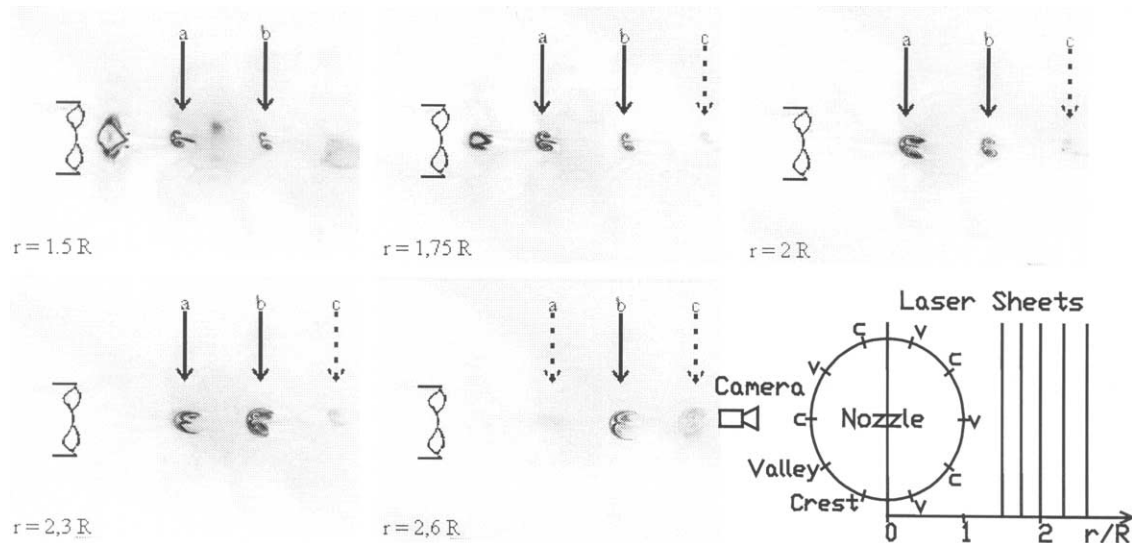 a b
r = 1.5 R
a b c
r = 1,75 R
a b c
r = 2 R
a b c
r = 2,3 R
a b c
r = 2,6 R
Laser Sheets
c v
v c
Camera
c Nozzle v
Valley c
Crest v
0 1 2 r/R